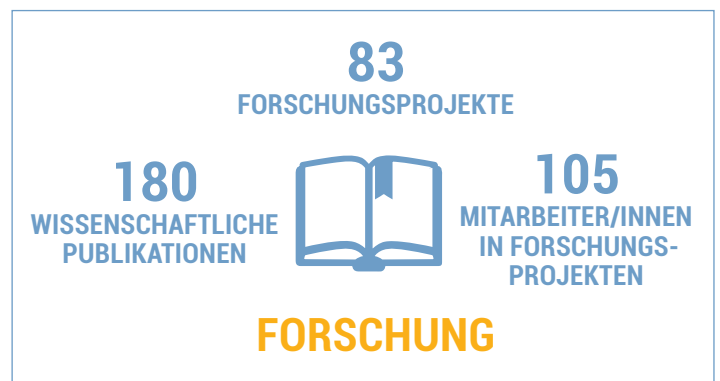 83
FORSCHUNGSPROJEKTE
180
WISSENSCHAFTLICHE
PUBLIKATIONEN
105
MITARBEITER/INNEN
IN FORSCHUNGS-
PROJEKTEN
FORSCHUNG